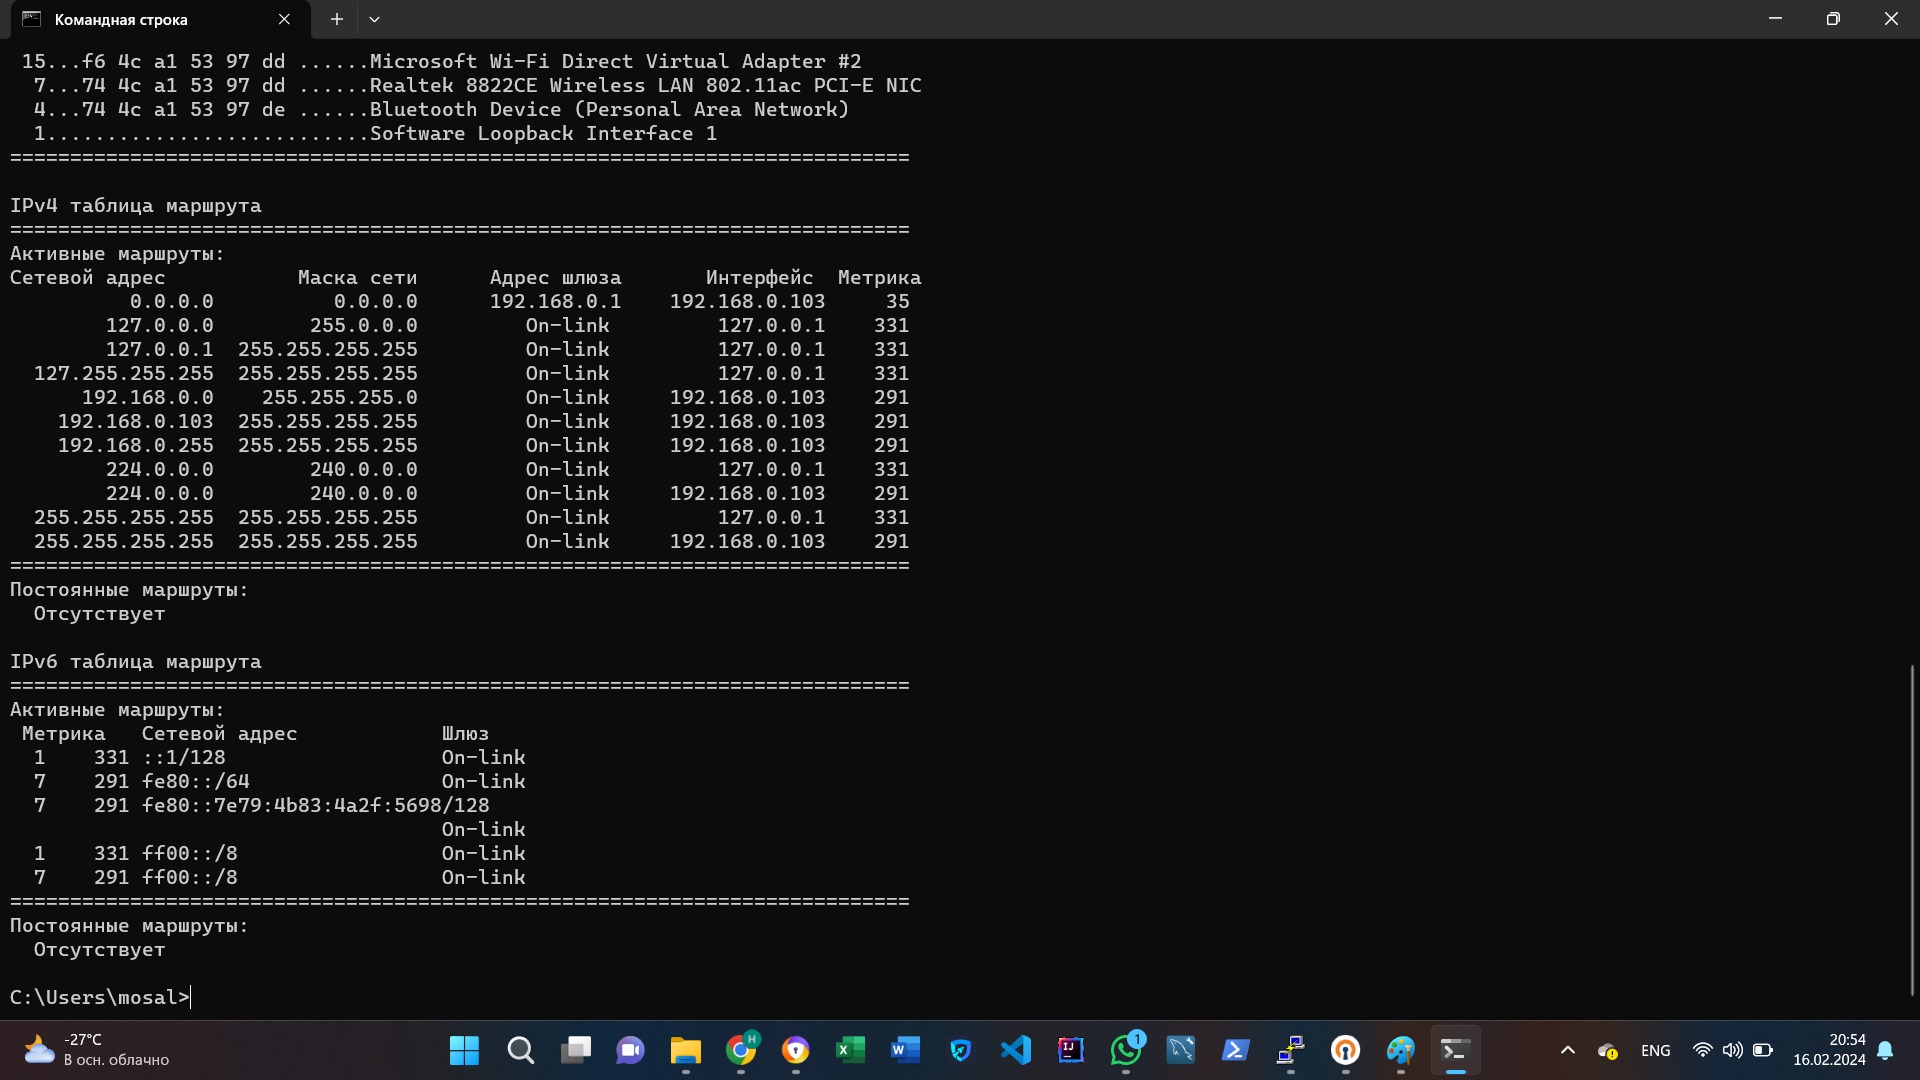 Командная строка
15...f6 4c a1 53 97 dd ......Microsoft Wi-Fi Direct Virtual Adapter #2
7...74 4c a1 53 97 dd ......Realtek 8822CE Wireless LAN 802.11ac PCI-E NIC
4...74 4c a1 53 97 de ......Bluetooth Device (Personal Area Network)
1...........................Software Loopback Interface 1
===========================================================================
IPv4 таблица маршрута
===========================================================================
Активные маршруты:
Сетевой адрес           Маска сети      Адрес шлюза       Интерфейс  Метрика
0.0.0.0          0.0.0.0      192.168.0.1    192.168.0.103     35
127.0.0.0        255.0.0.0         On-link         127.0.0.1    331
127.0.0.1  255.255.255.255         On-link         127.0.0.1    331
127.255.255.255  255.255.255.255         On-link         127.0.0.1    331
192.168.0.0    255.255.255.0         On-link     192.168.0.103    291
192.168.0.103  255.255.255.255         On-link     192.168.0.103    291
192.168.0.255  255.255.255.255         On-link     192.168.0.103    291
224.0.0.0        240.0.0.0         On-link         127.0.0.1    331
224.0.0.0        240.0.0.0         On-link     192.168.0.103    291
255.255.255.255  255.255.255.255         On-link         127.0.0.1    331
255.255.255.255  255.255.255.255         On-link     192.168.0.103    291
===========================================================================
Постоянные маршруты:
Отсутствует
IPv6 таблица маршрута
===========================================================================
Активные маршруты:
Метрика   Сетевой адрес            Шлюз
1    331 ::1/128                  On-link
7    291 fe80::/64                On-link
7    291 fe80::7e79:4b83:4a2f:5698/128
On-link
1    331 ff00::/8                 On-link
7    291 ff00::/8                 On-link
===========================================================================
Постоянные маршруты:
Отсутствует
C:\Users\mosal>
-27°C
В осн. облачно
H
1
ENG
20:54
16.02.2024